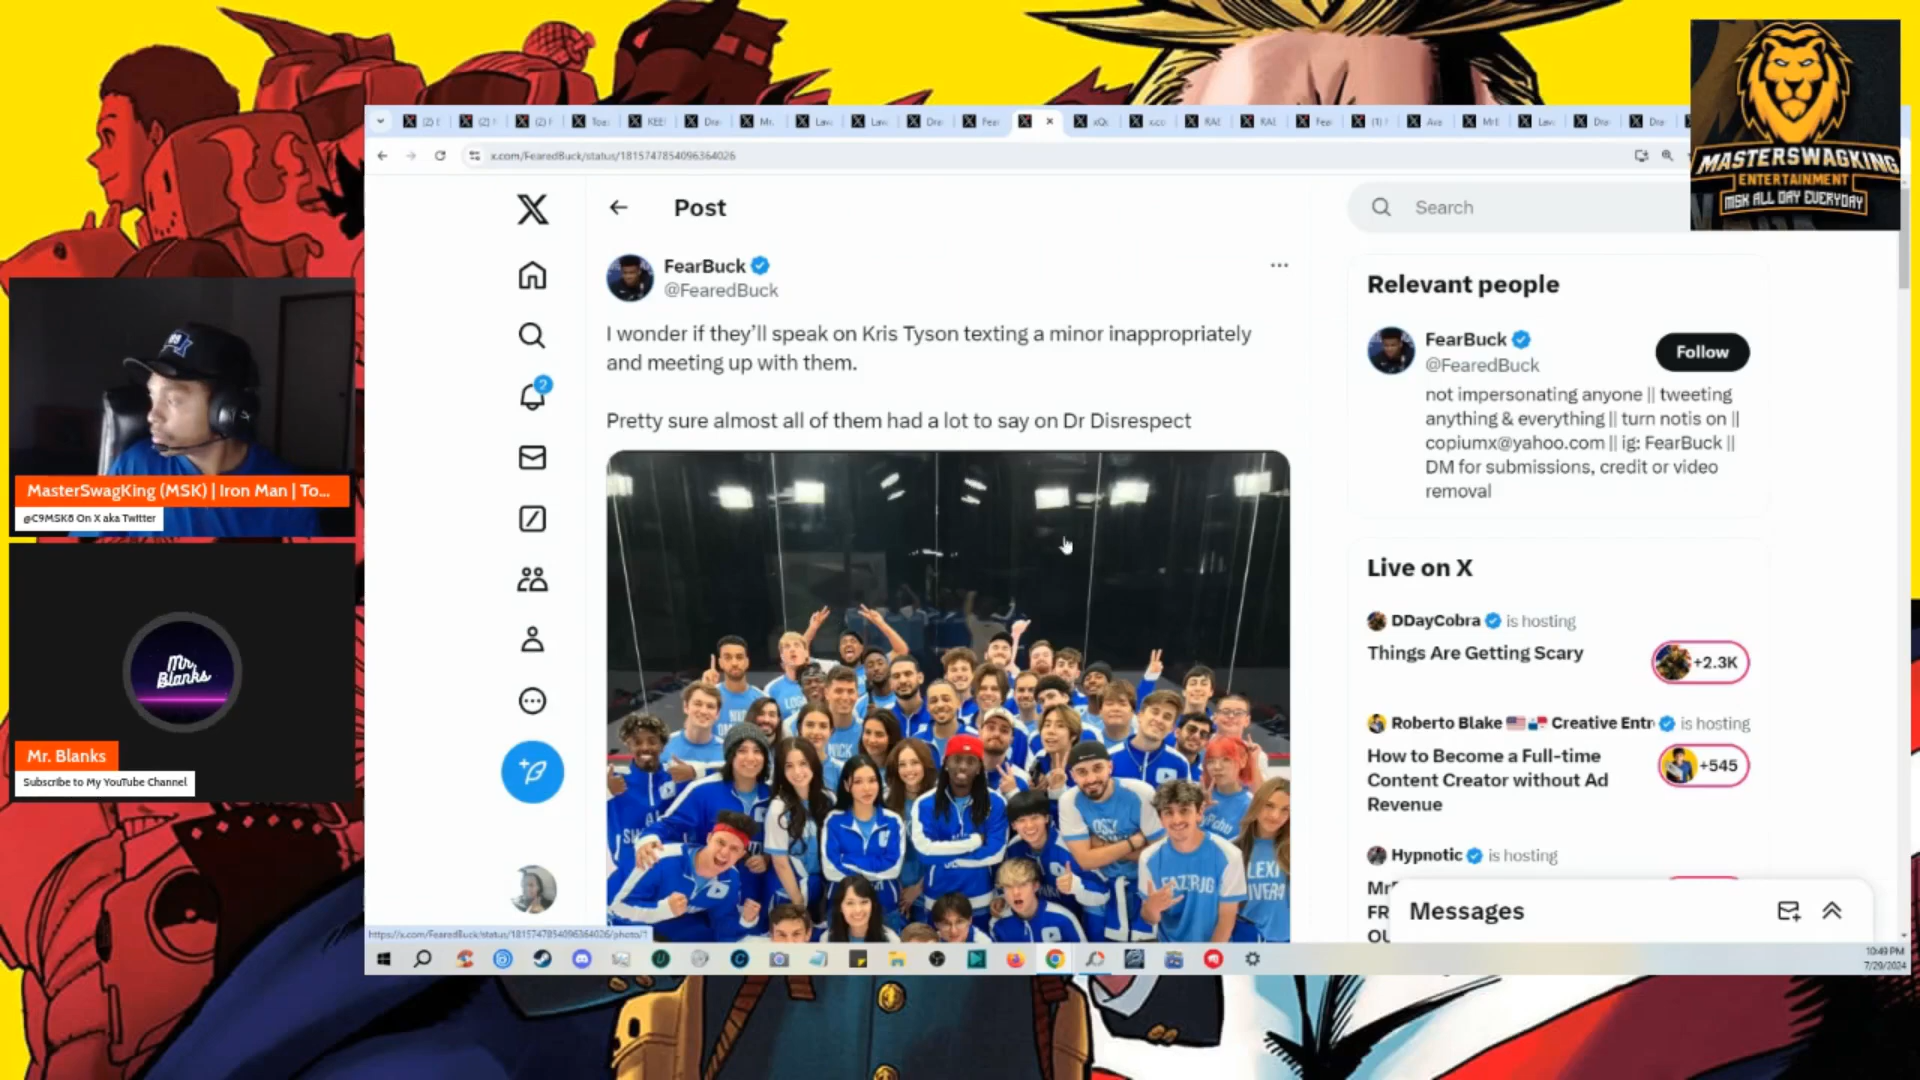 MASTERSWAGKING
ENTERTAINMENT
MSK ALL DAY EVERYDAY
x.com/FearedBuck/status/1815747854096364026
Post
Search
FearBuck
@FearedBuck
I wonder if they'll speak on Kris Tyson texting a minor inappropriately
and meeting up with them.
Pretty sure almost all of them had a lot to say on Dr Disrespect
2
LEXI
RIVERA
Relevant people
FearBuck
@FearedBuck
Follow
not impersonating anyone || tweeting
anything & everything || turn notis on ||
copiumx@yahoo.com || ig: FearBuck ||
DM for submissions, credit or video
removal
Live on X
DDayCobra is hosting
Things Are Getting Scary
+2.3K
Roberto Blake Creative Entr is hosting
How to Become a Full-time
Content Creator without Ad
Revenue
+545
Hypnotic is hosting
Messages
MasterSwagKing (MSK) | Iron Man | To...
@C9MSK8 On X aka Twitter
Mr.
Blanks
Mr. Blanks
Subscribe to My YouTube Channel
https://x.com/FearedBuck/status/1815747854096364026/photo/1
10:49 PM
7/29/2024